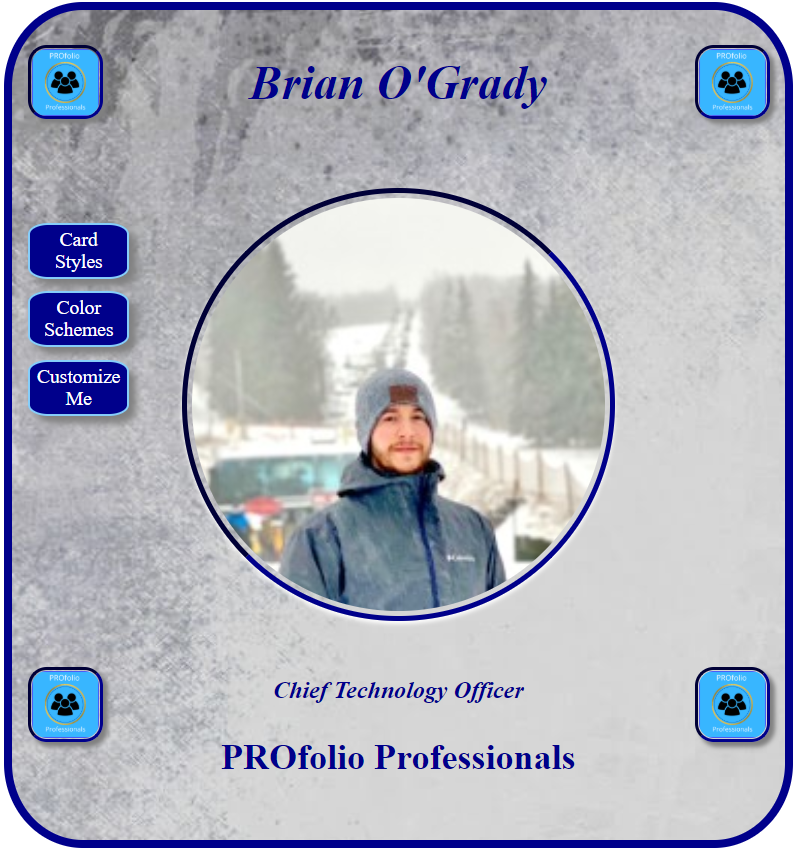 PROfolio
Professionals
Brian O'Grady
PROfolio
Professionals
Card
Styles
Color
Schemes
Customize
Me
Columbia
PROfolio
Professionals
Chief Technology Officer
PROfolio Professionals
PROfolio
Professionals